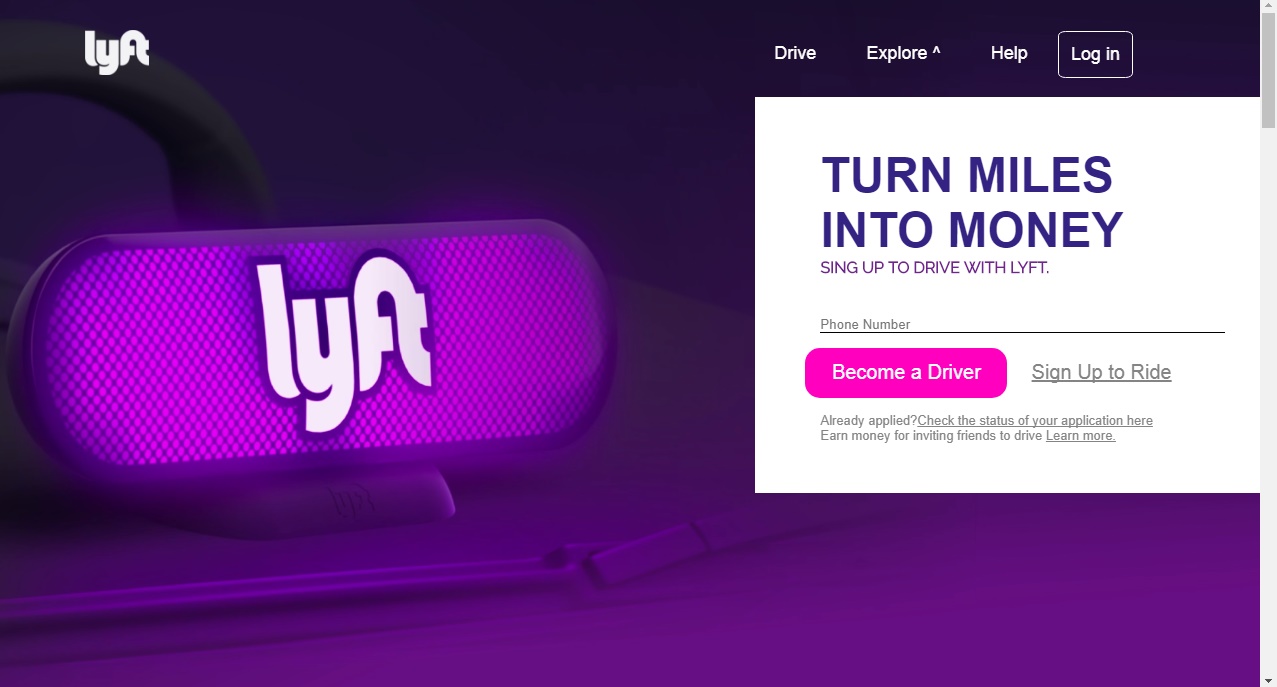 lyft
Drive
Explore ^
Help
Log in
TURN MILES
INTO MONEY
SING UP TO DRIVE WITH LYFT.
Phone Number
Become a Driver
Sign Up to Ride
Already applied?Check the status of your application here
Earn money for inviting friends to drive Learn more.
lyft
lyft